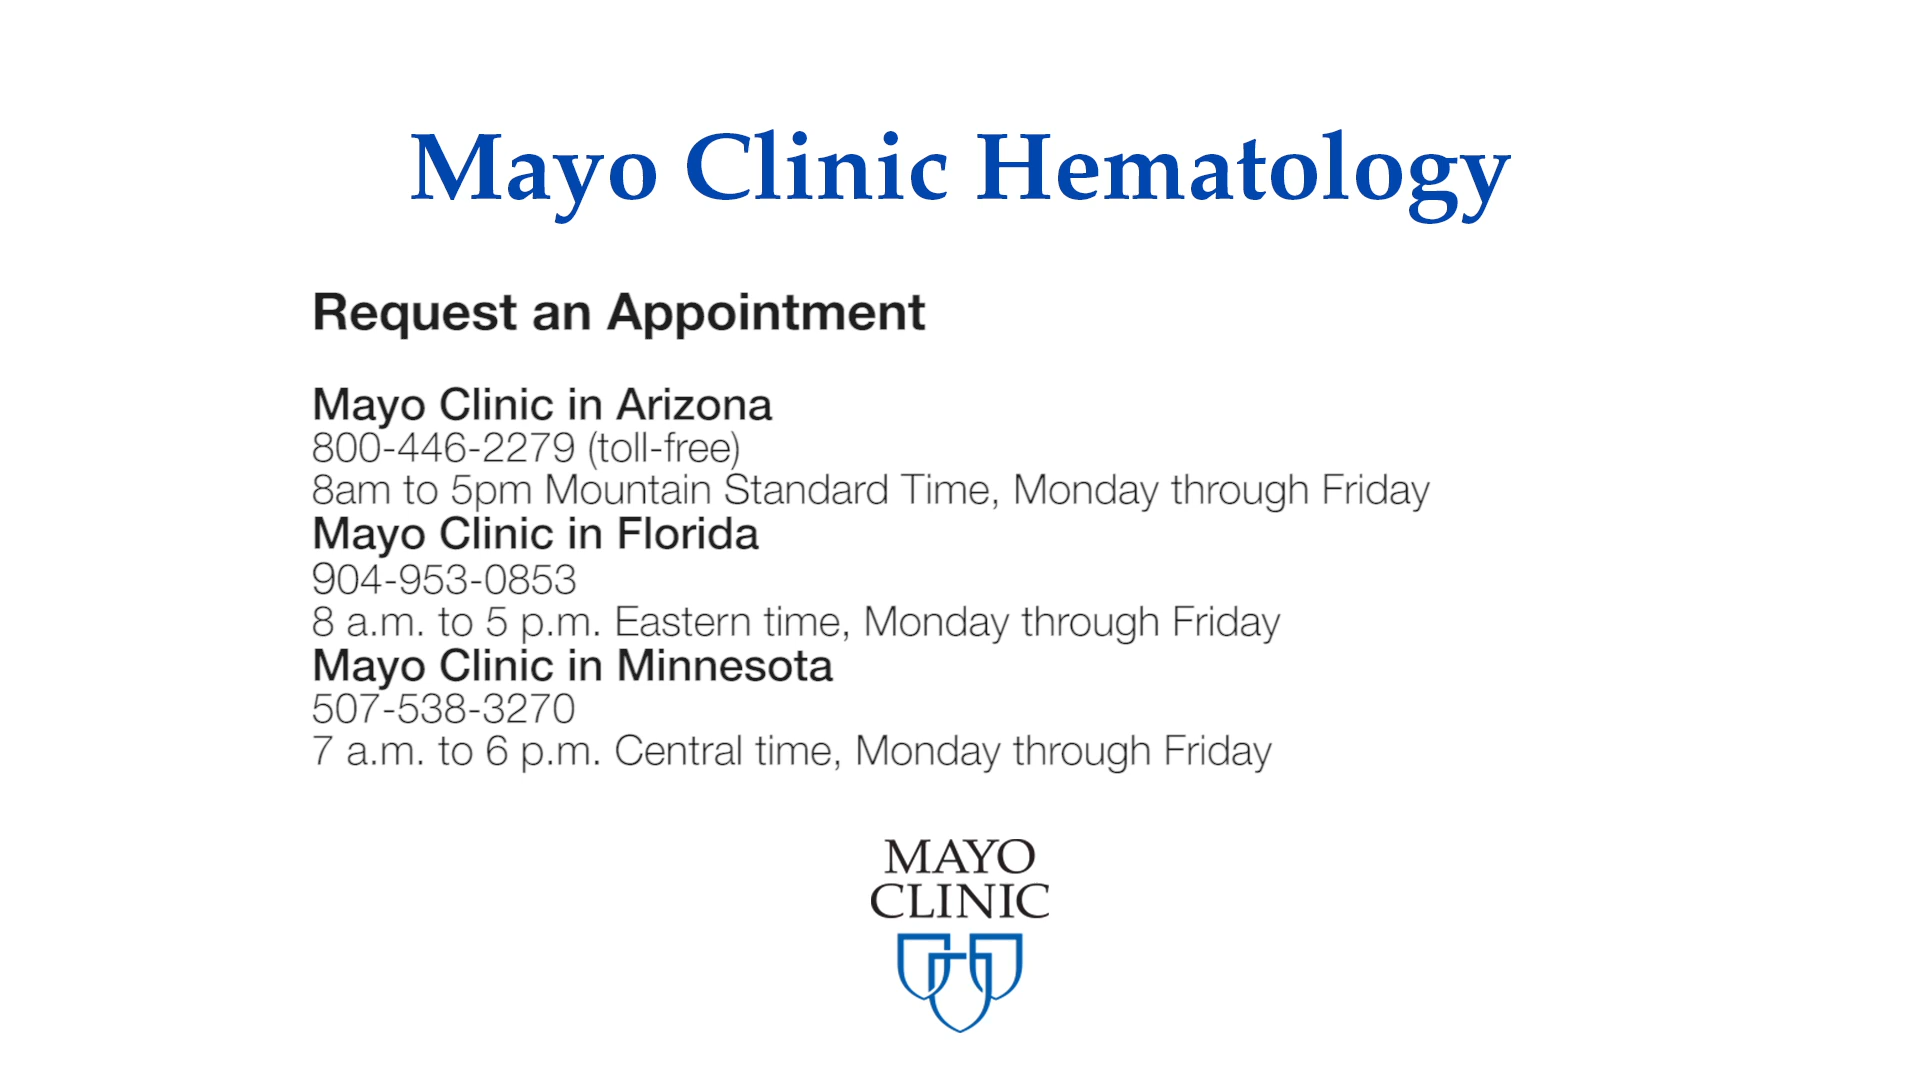 Mayo Clinic Hematology
Request an Appointment
Mayo Clinic in Arizona
800-446-2279 (toll-free)
8am to 5pm Mountain Standard Time, Monday through Friday
Mayo Clinic in Florida
904-953-0853
8 a.m. to 5 p.m. Eastern time, Monday through Friday
Mayo Clinic in Minnesota
507-538-3270
7 a.m. to 6 p.m. Central time, Monday through Friday
MAYO
CLINIC